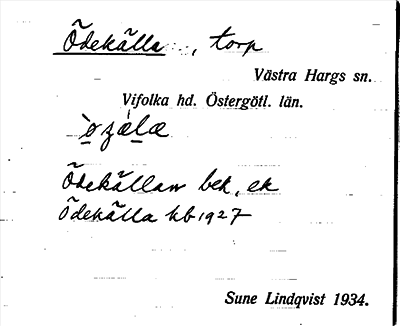 Ödekälla, torp
Västra Hargs sn.
Vifolka hd. Östergötl. län.
Ödekällan bek, ek
Ödekälla kb 1927
Sune Lindqvist 1934.